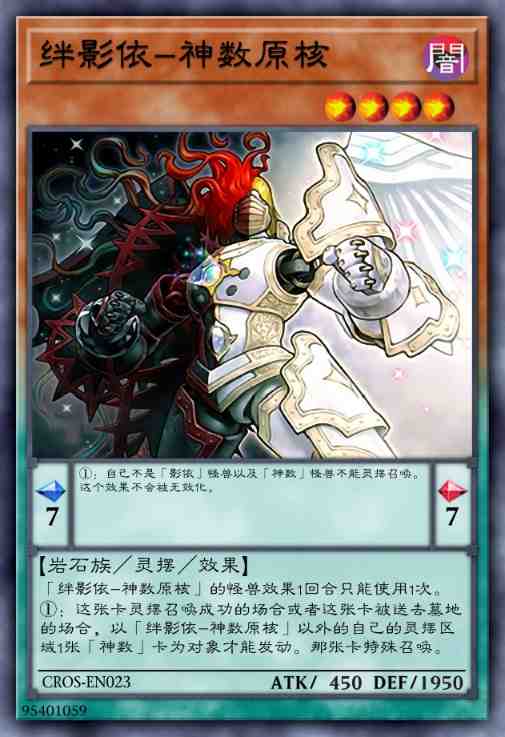 绊影依-神数原核
闇
①：自己不是「影依」怪兽以及「神数」怪兽不能灵摆召唤。
这个效果不会被无效化。
7
7
【岩石族／灵摆／效果】
「绊影依-神数原核」的怪兽效果1回合只能使用1次。
①：这张卡灵摆召唤成功的场合或者这张卡被送去墓地
的场合，以「绊影依-神数原核」以外的自己的灵摆区
域1张「神数」卡为对象才能发动。那张卡特殊召唤。
CROS-EN023
ATK/ 450 DEF/1950
95401059